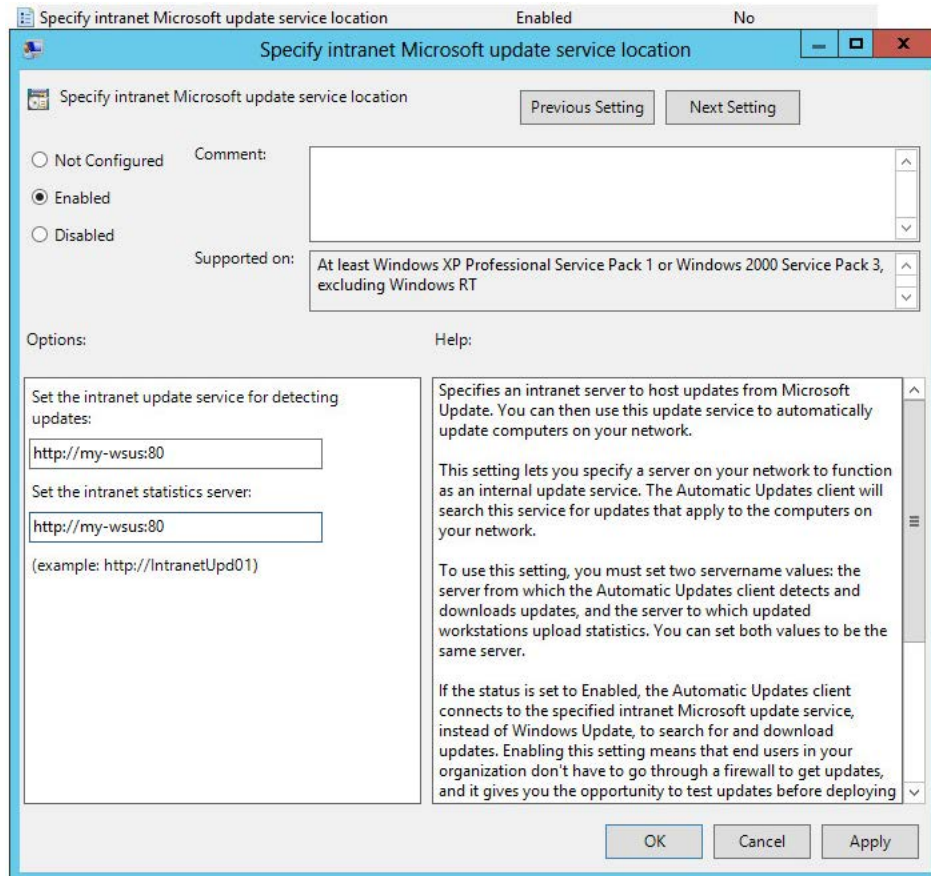 Specify intranet Microsoft update service location Enabled No
Specify intranet Microsoft update service location
Specify intranet Microsoft update service location
Previous Setting
Next Setting
Not Configured
Enabled
Disabled
Comment:
Supported on:
At least Windows XP Professional Service Pack 1 or Windows 2000 Service Pack 3,
excluding Windows RT
Options:
Help:
Set the intranet update service for detecting
updates:
http://my-wsus:80
Set the intranet statistics server:
http://my-wsus:80
(example: http://IntranetUpd01)
Specifies an intranet server to host updates from Microsoft
Update. You can then use this update service to automatically
update computers on your network.
This setting lets you specify a server on your network to function
as an internal update service. The Automatic Updates client will
search this service for updates that apply to the computers on
your network.
To use this setting, you must set two servername values: the
server from which the Automatic Updates client detects and
downloads updates, and the server to which updated
workstations upload statistics. You can set both values to be the
same server.
If the status is set to Enabled, the Automatic Updates client
connects to the specified intranet Microsoft update service,
instead of Windows Update, to search for and download
updates. Enabling this setting means that end users in your
organization don't have to go through a firewall to get updates,
and it gives you the opportunity to test updates before deploying
OK
Cancel
Apply